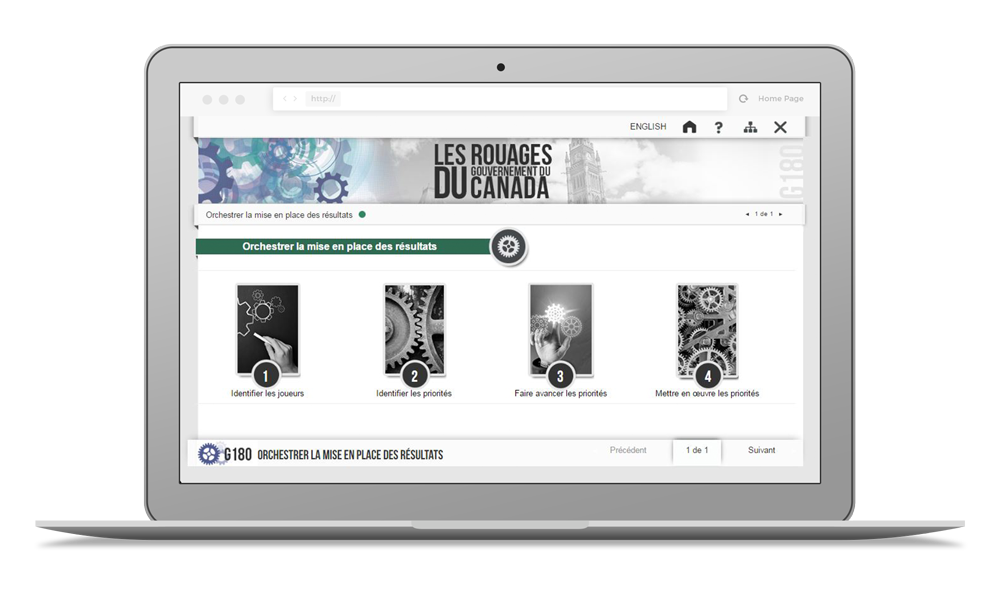 http://
Home Page
ENGLISH
?
LES ROUAGES
DU GOUVERNEMENT DU
CANADA
G180
Orchestrer la mise en place des résultats
1 de 1
Orchestrer la mise en place des résultats
1
2
3
4
Identifier les joueurs
Identifier les priorités
Faire avancer les priorités
Mettre en œuvre les priorités
G180 ORCHESTRER LA MISE EN PLACE DES RÉSULTATS
Précédent
1 de 1
Suivant